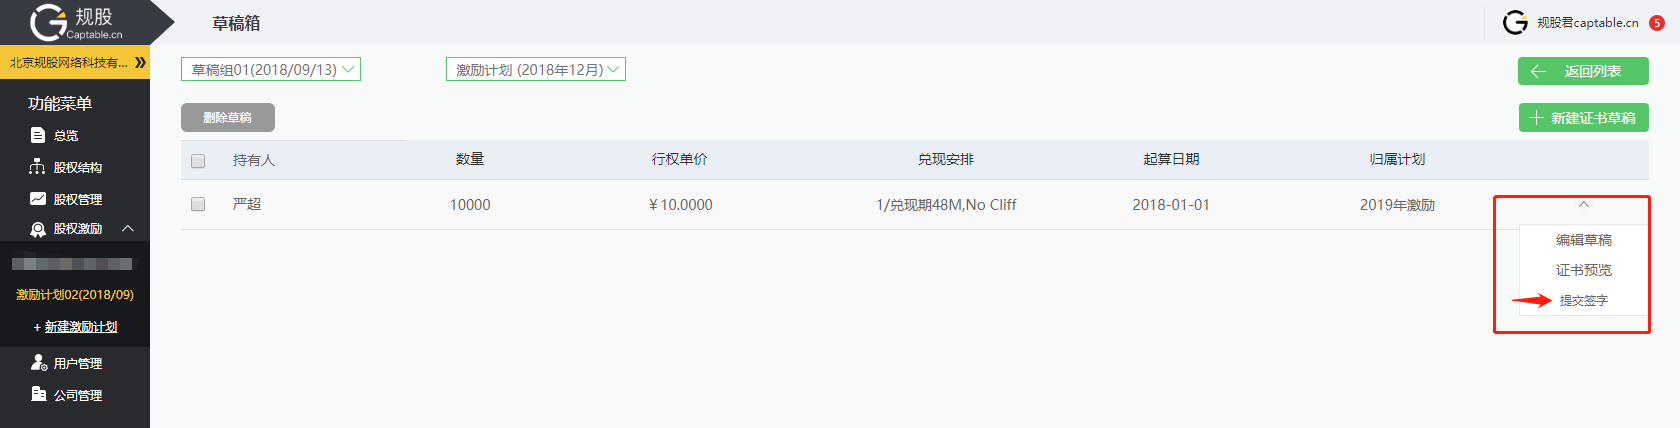 规股
Captable.cn
草稿箱
规股君captable.cn
5
北京规股网络科技有...
草稿组01(2018/09/13)
激励计划 (2018年12月)
返回列表
功能菜单
删除草稿
新建证书草稿
总览
股权结构
股权管理
股权激励
激励计划02(2018/09)
+ 新建激励计划
用户管理
公司管理
持有人 数量 行权单价 兑现安排 起算日期 归属计划
严超 10000 ¥10.0000 1/兑现期48M,No Cliff 2018-01-01 2019年激励
编辑草稿
证书预览
提交签字